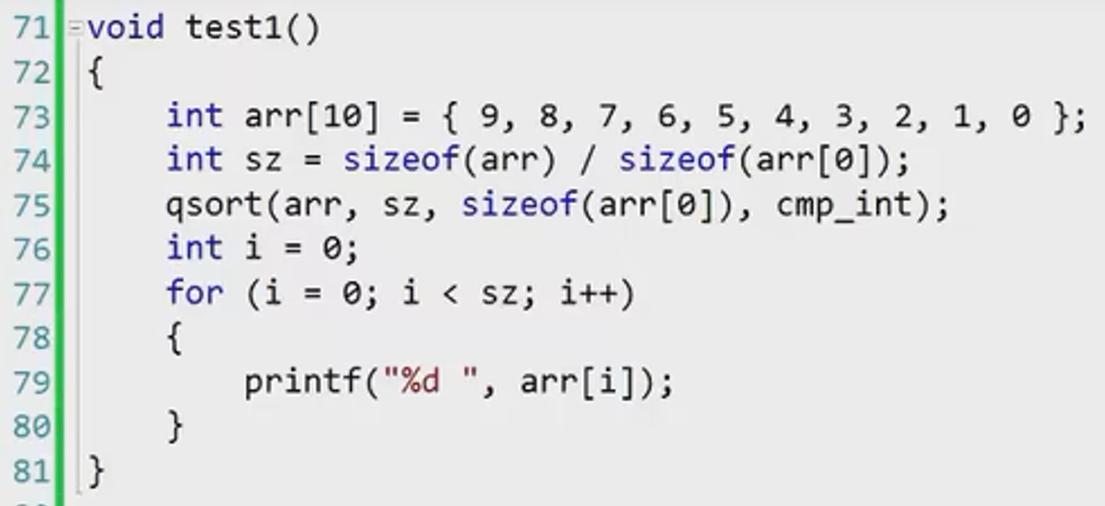 71 void test1()
72 {
73 int arr[10] = { 9, 8, 7, 6, 5, 4, 3, 2, 1, 0 };
74 int sz = sizeof(arr) / sizeof(arr[0]);
75 qsort(arr, sz, sizeof(arr[0]), cmp_int);
76 int i = 0;
77 for (i = 0; i < sz; i++)
78 {
79 printf("%d ", arr[i]);
80 }
81 }